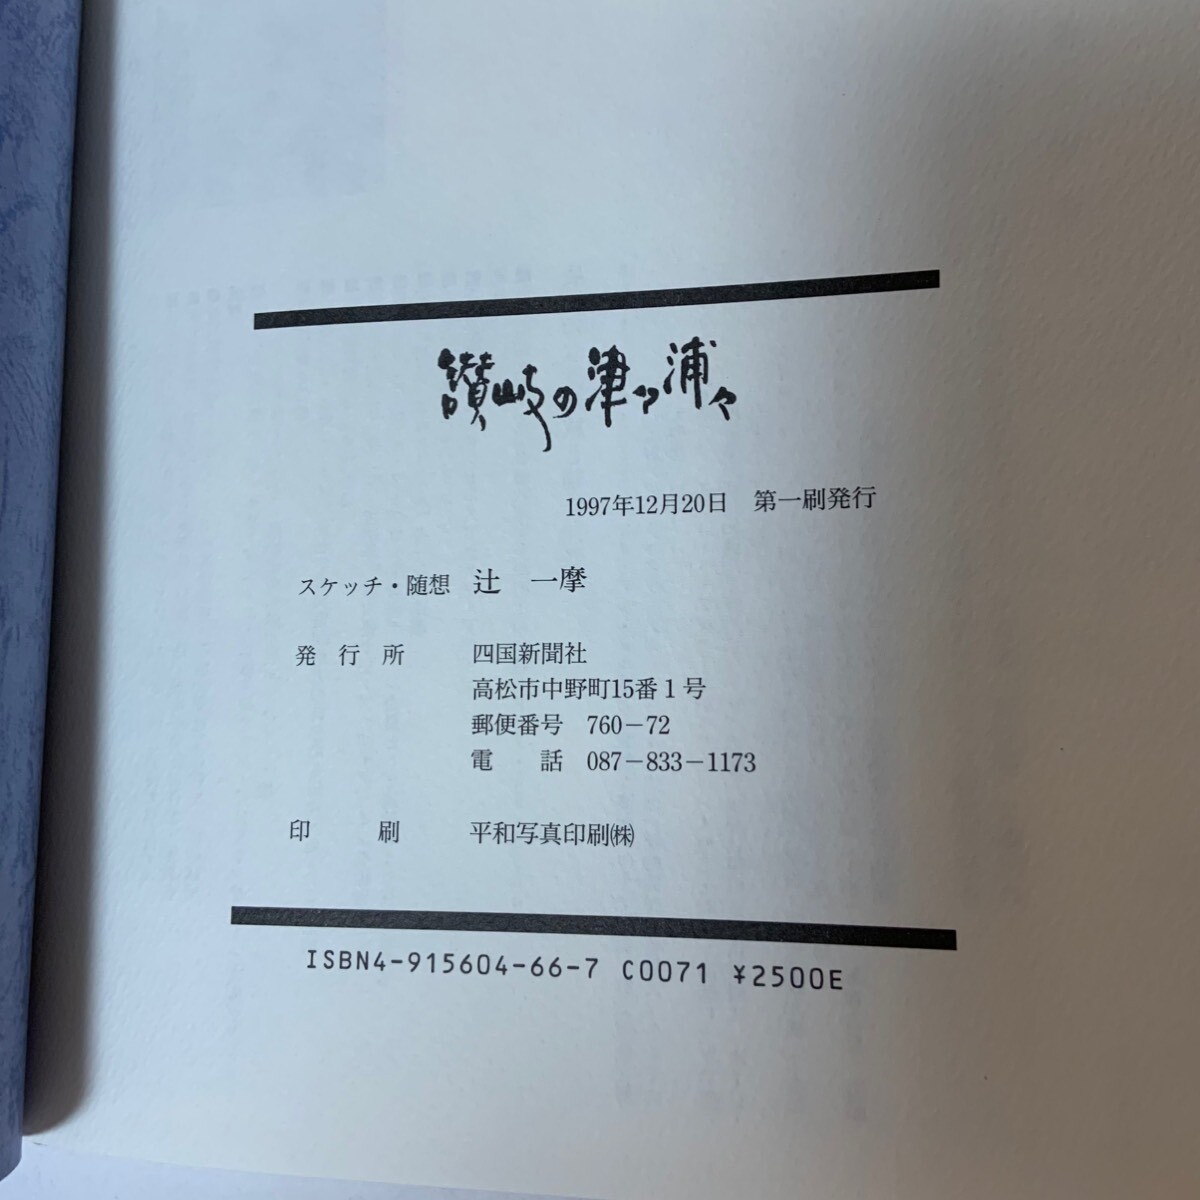 讃岐の津々浦々
1997年12月20日 第一刷発行
スケッチ・随想 辻 一摩
発行所 四国新聞社
高松市中野町15番1号
郵便番号 760-72
電 話 087-833-1173
印 刷 平和写真印刷㈱
ISBN4-915604-66-7 C0071 ¥2500E